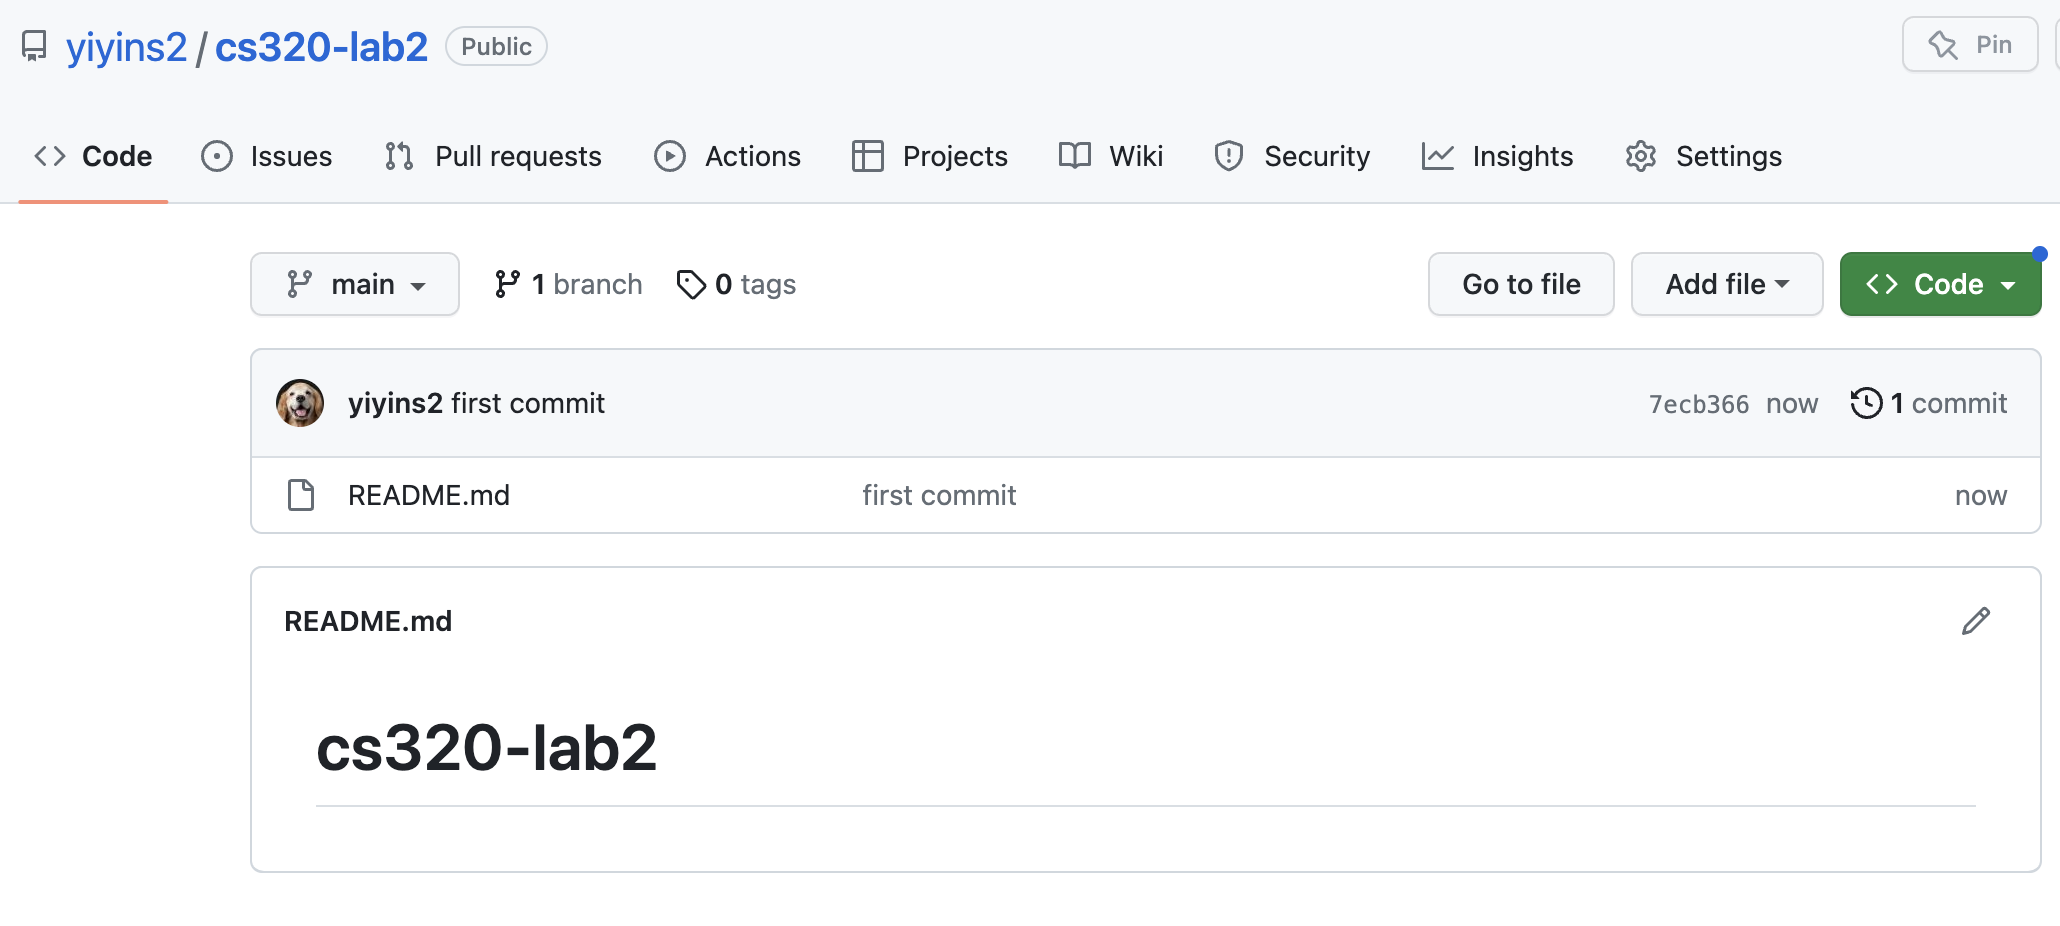 yiyins2 / cs320-lab2 Public Pin
Code Issues Pull requests Actions Projects Wiki Security Insights Settings
main 1 branch 0 tags Go to file Add file Code
yiyins2 first commit 7ecb366 now 1 commit
README.md first commit now
README.md
cs320-lab2